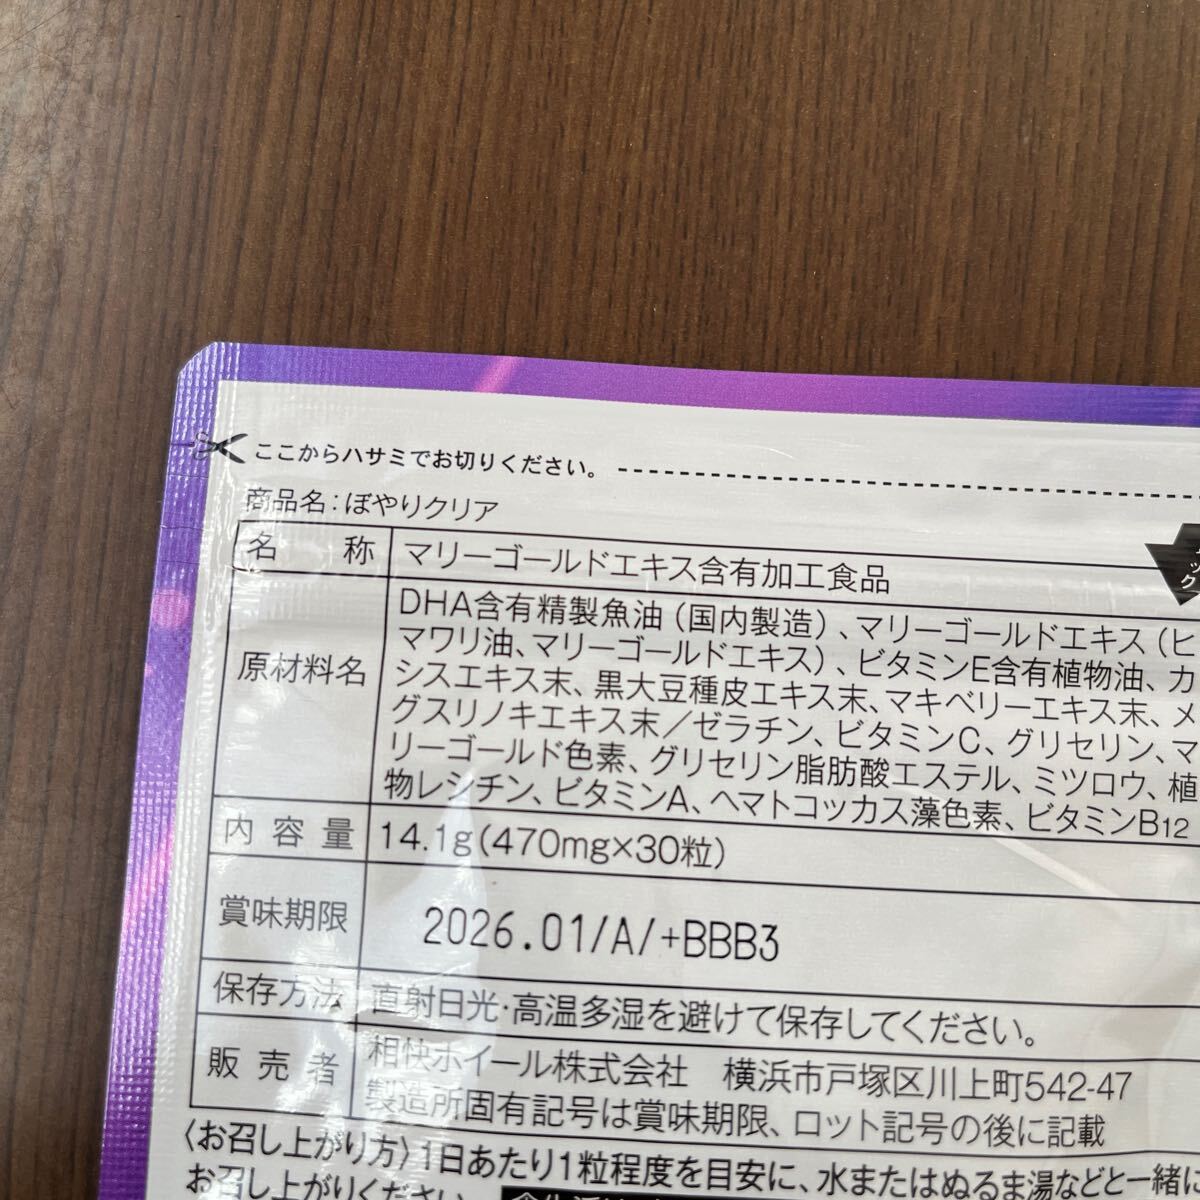 ここからハサミでお切りください。
商品名：ぼやりクリア
名称 マリーゴールドエキス含有加工食品
原材料名 DHA含有精製魚油（国内製造）、マリーゴールドエキス（ヒ
マワリ油、マリーゴールドエキス）、ビタミンE含有植物油、カ
シスエキス末、黒大豆種皮エキス末、マキベリーエキス末、メ
グスリノキエキス末／ゼラチン、ビタミンC、グリセリン、マ
リーゴールド色素、グリセリン脂肪酸エステル、ミツロウ、植
物レシチン、ビタミンA、ヘマトコッカス藻色素、ビタミンB12
内容量 14.1g(470mg×30粒)
賞味期限 2026.01/A/+BBB3
保存方法 直射日光・高温多湿を避けて保存してください。
販売者 相快ホイール株式会社 横浜市戸塚区川上町542-47
製造所固有記号は賞味期限、ロット記号の後に記載
〈お召し上がり方〉1日あたり1粒程度を目安に、水またはぬるま湯などと一緒に
お召し上がりください。